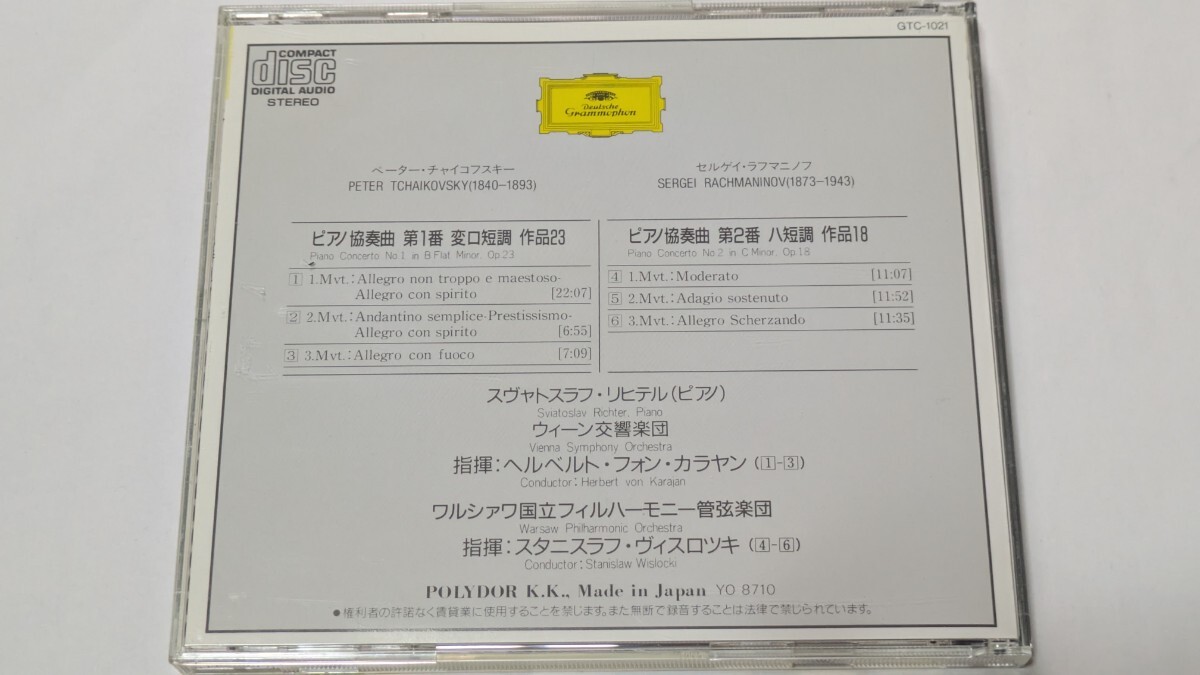 GTC-1021
COMPACT
disc
DIGITAL AUDIO
STEREO
Deutsche
Grammophon
ペーター・チャイコフスキー
PETER TCHAIKOVSKY(1840-1893)
ピアノ協奏曲 第1番 変ロ短調 作品23
Piano Concerto No.1 in B Flat Minor, Op.23
1 1.Mvt.:Allegro non troppo e maestoso-
Allegro con spirito [22:07]
2 2.Mvt.:Andantino semplice-Prestissismo-
Allegro con spirito [6:55]
3 3.Mvt.:Allegro con fuoco [7:09]
セルゲイ・ラフマニノフ
SERGEI RACHMANINOV(1873-1943)
ピアノ協奏曲 第2番 ハ短調 作品18
Piano Concerto No.2 in C Minor, Op.18
4 1.Mvt.:Moderato [11:07]
5 2.Mvt.:Adagio sostenuto [11:52]
6 3.Mvt.:Allegro Scherzando [11:35]
スヴャトスラフ・リヒテル(ピアノ)
Sviatoslav Richter, Piano
ウィーン交響楽団
Vienna Symphony Orchestra
指揮:ヘルベルト・フォン・カラヤン(1-3)
Conductor:Herbert von Karajan
ワルシャワ国立フィルハーモニー管弦楽団
Warsaw Philharmonic Orchestra
指揮:スタニスラフ・ヴィスロツキ(4-6)
Conductor:Stanislaw Wislocki
POLYDOR K.K., Made in Japan YO 8710
●権利者の許諾なく賃貸業に使用することを禁じます。また無断で録音することは法律で禁じられています。